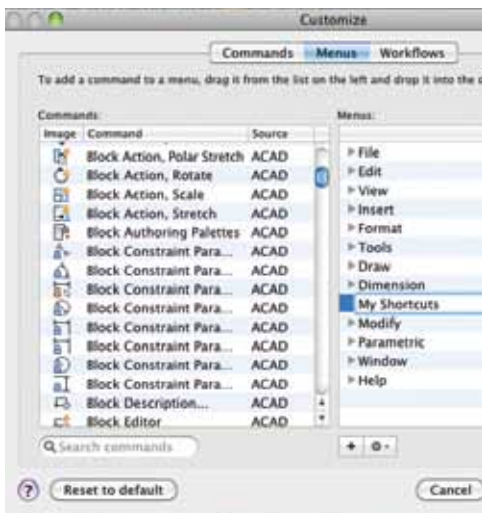 Customize
Commands Menus Workflows
To add a command to a menu, drag it from the list on the left and drop it into the
Commands:
Image Command Source
Block Action, Polar Stretch ACAD
Block Action, Rotate ACAD
Block Action, Scale ACAD
Block Action, Stretch ACAD
Block Authoring Palettes ACAD
Block Constraint Para... ACAD
Block Constraint Para... ACAD
Block Constraint Para... ACAD
Block Constraint Para... ACAD
Block Constraint Para... ACAD
Block Constraint Para... ACAD
Block Constraint Para... ACAD
Block Constraint Para... ACAD
Block Description... ACAD
Block Editor ACAD
Search commands
Menus:
File
Edit
View
Insert
Format
Tools
Draw
Dimension
My Shortcuts
Modify
Parametric
Window
Help
Reset to default
Cancel